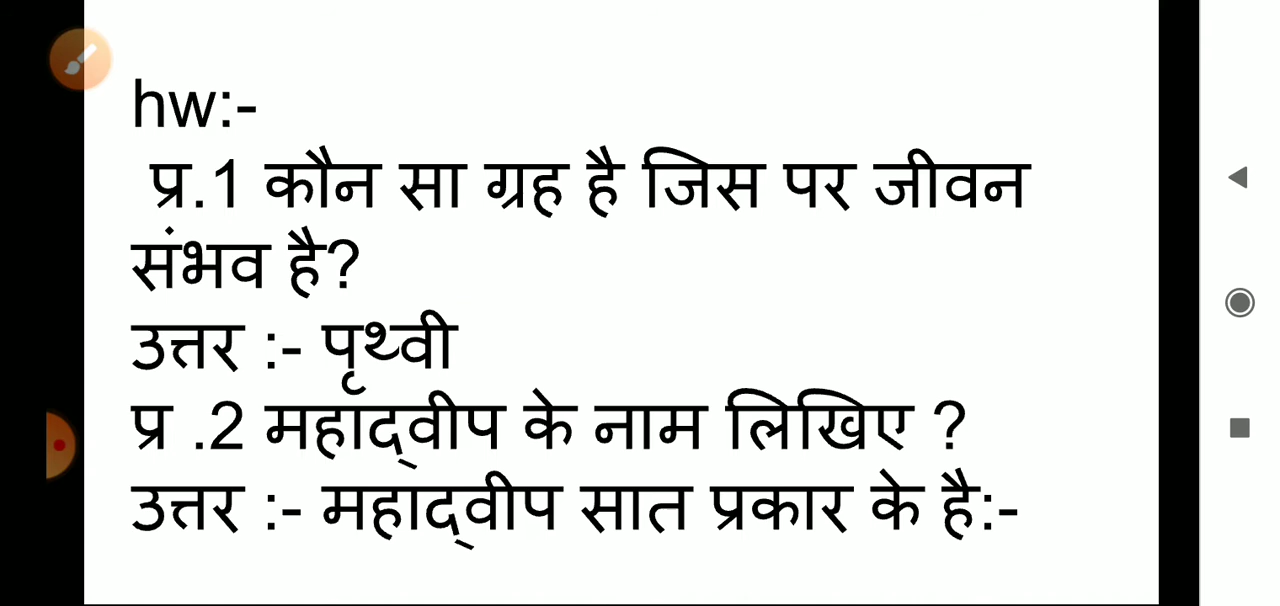 hw:-
प्र.1 कौन सा ग्रह है जिस पर जीवन
संभव है?
उत्तर :- पृथ्वी
प्र .2 महाद्वीप के नाम लिखिए ?
उत्तर :- महाद्वीप सात प्रकार के है:-